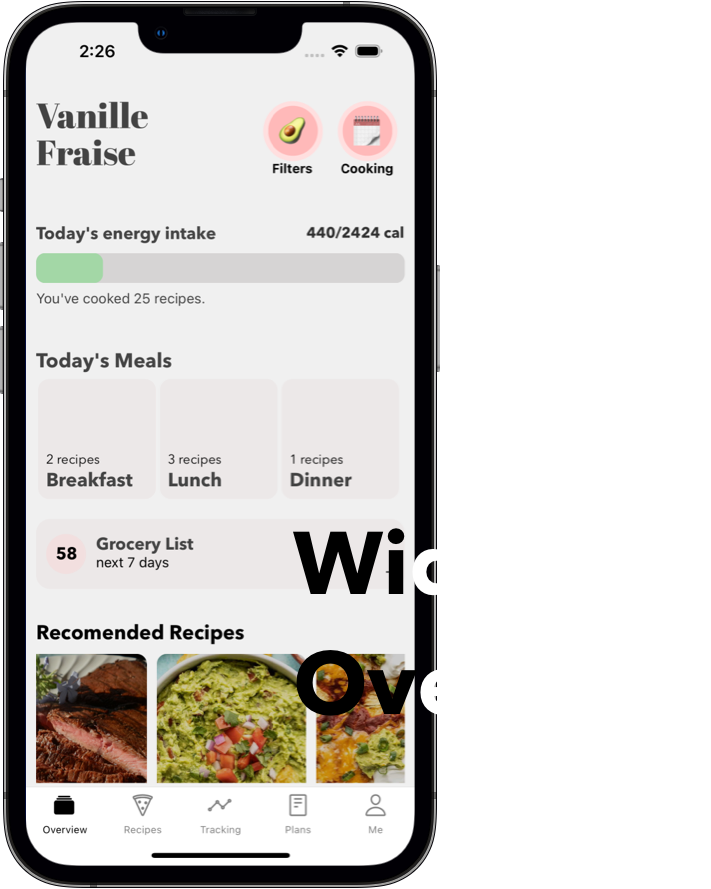 2:26
Vanille
Fraise
Filters
Cooking
Today's energy intake
440/2424 cal
You've cooked 25 recipes.
Today's Meals
2 recipes
Breakfast
3 recipes
Lunch
1 recipes
Dinner
58
Grocery List
next 7 days
Recomended Recipes
Overview
Recipes
Tracking
Plans
Me